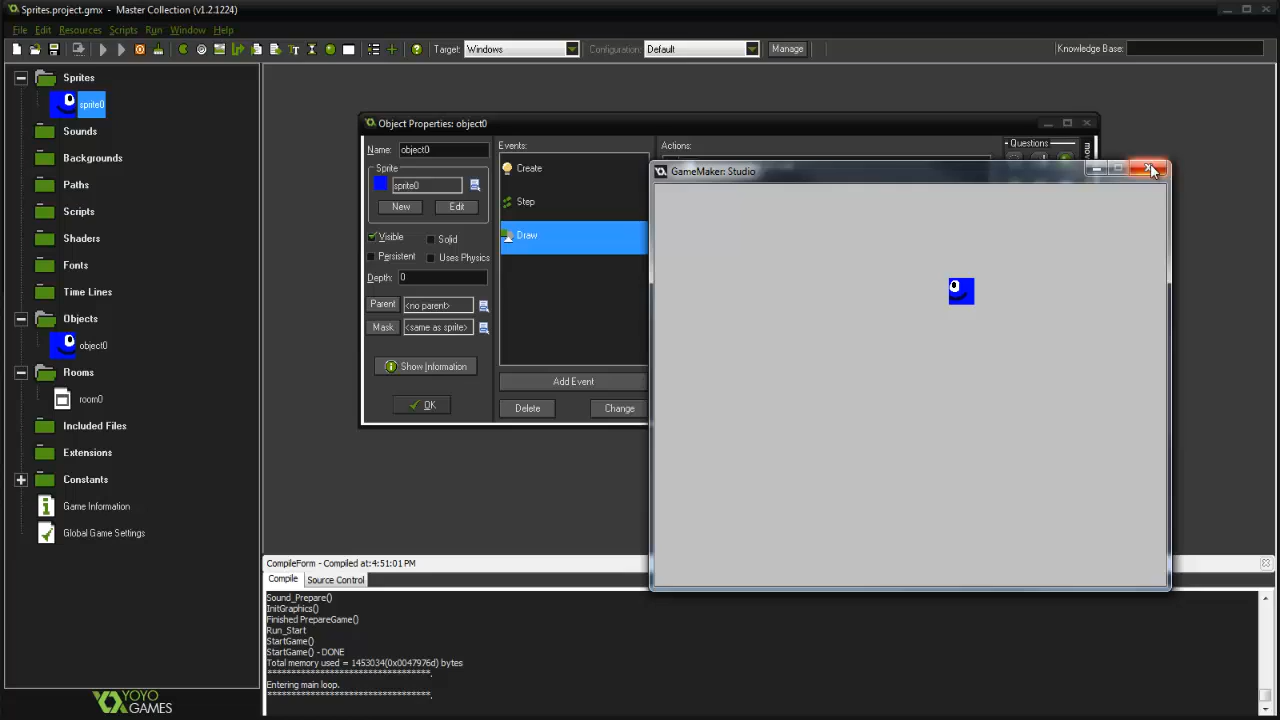 Sprites.project.gmx - Master Collection (v1.2.1224)
File Edit Resources Scripts Run Window Help
Target: Windows Configuration: Default Manage Knowledge Base:
Sprites
sprite0
Sounds
Backgrounds
Paths
Scripts
Shaders
Fonts
Time Lines
Objects
object0
Rooms
room0
Included Files
Extensions
Constants
Game Information
Global Game Settings
YOYO
GAMES
Object Properties: object0
Name: object0
Sprite
sprite0
New Edit
Visible Solid
Persistent Uses Physics
Depth: 0
Parent <no parent>
Mask <same as sprite>
Show Information
OK
Events:
Create
Step
Draw
Add Event
Delete Change
Actions:
Questions
GameMaker: Studio
CompileForm - Compiled at:4:51:01 PM
Compile Source Control
Sound_Prepare()
InitGraphics()
Finished PrepareGame()
Run_Start
StartGame()
StartGame() - DONE
Total memory used = 1453034(0x0047976d) bytes
Entering main loop.